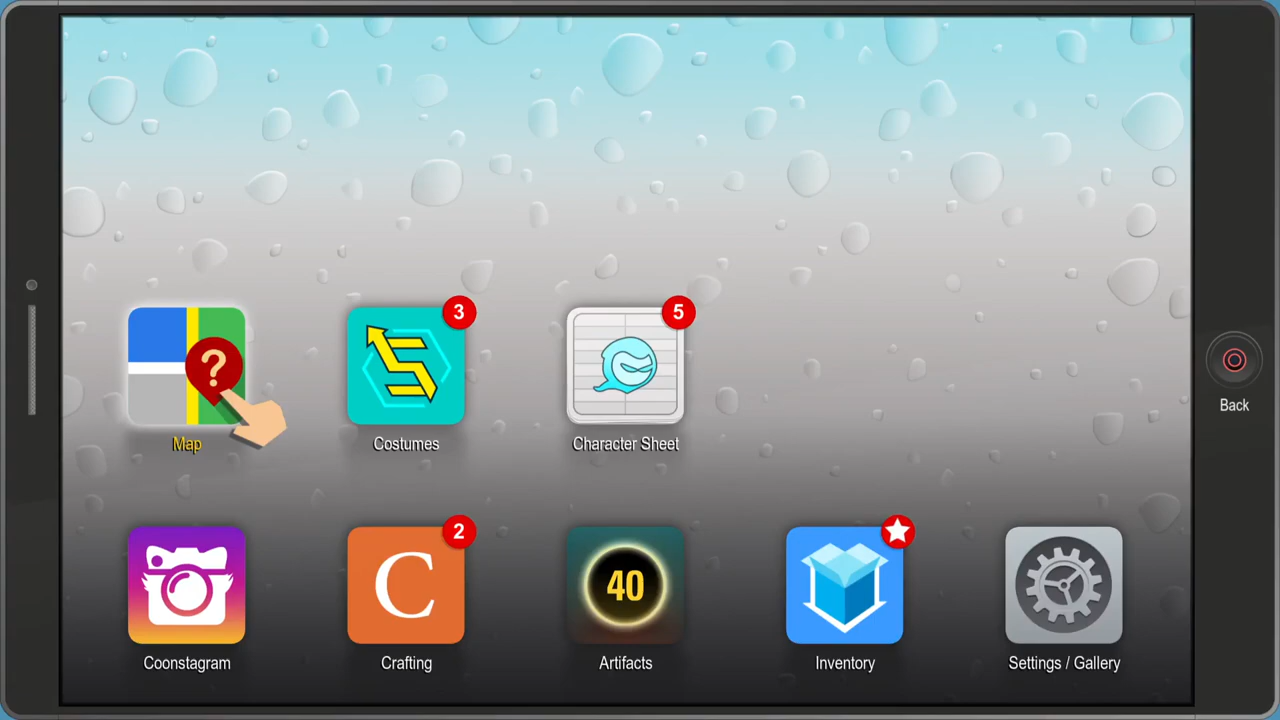 3
5
?
Map
Costumes
Character Sheet
Back
2
C
40
Coonstagram
Crafting
Artifacts
Inventory
Settings / Gallery